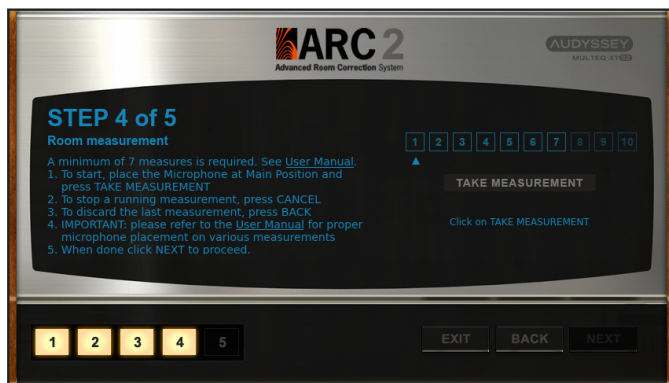 ARC 2
Advanced Room Correction System
AUDYSSEY
MULTEQ XT32
STEP 4 of 5
Room measurement
A minimum of 7 measures is required. See User Manual.
1. To start, place the Microphone at Main Position and
press TAKE MEASUREMENT
2. To stop a running measurement, press CANCEL
3. To discard the last measurement, press BACK
4. IMPORTANT: please refer to the User Manual for proper
microphone placement on various measurements
5. When done click NEXT to proceed.
1 2 3 4 5 6 7 8 9 10
TAKE MEASUREMENT
Click on TAKE MEASUREMENT
1 2 3 4 5
EXIT BACK NEXT